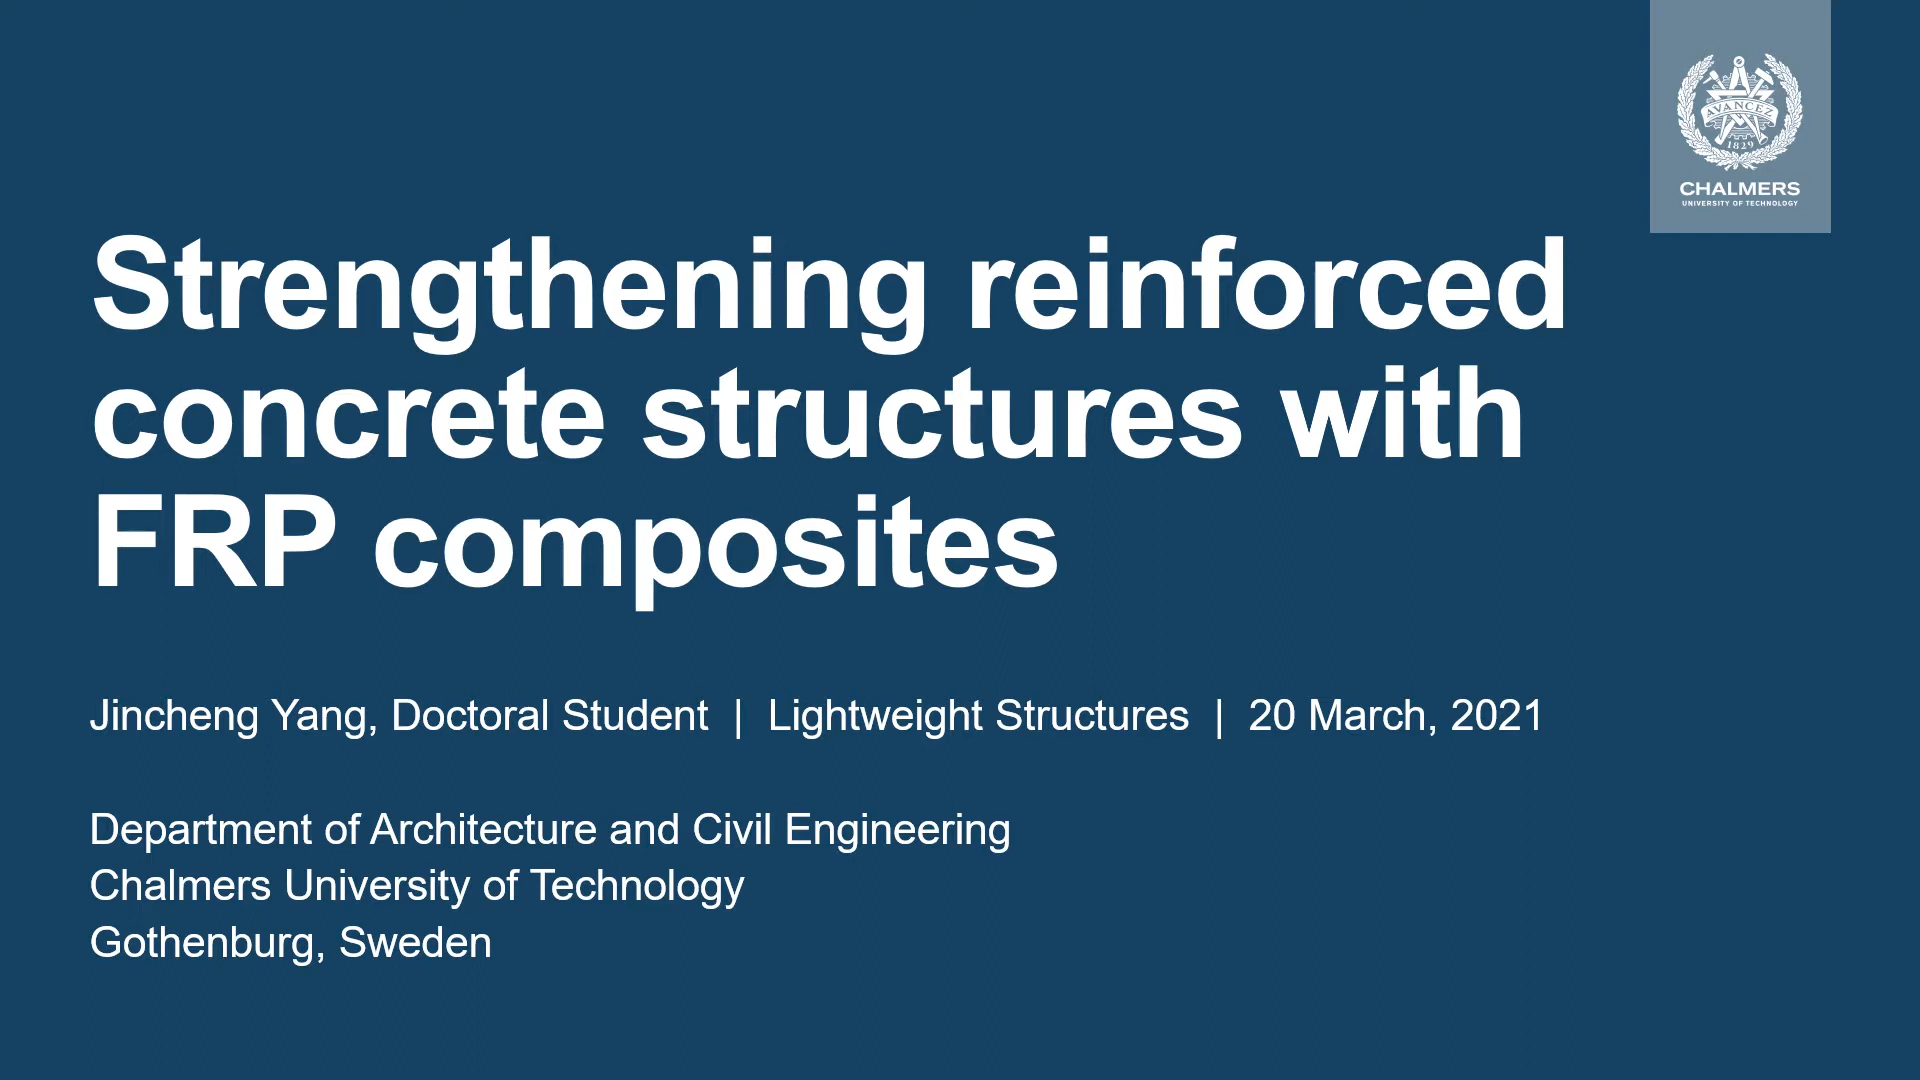 AVANCEZ
1829
CHALMERS
UNIVERSITY OF TECHNOLOGY
Strengthening reinforced
concrete structures with
FRP composites
Jincheng Yang, Doctoral Student | Lightweight Structures | 20 March, 2021
Department of Architecture and Civil Engineering
Chalmers University of Technology
Gothenburg, Sweden